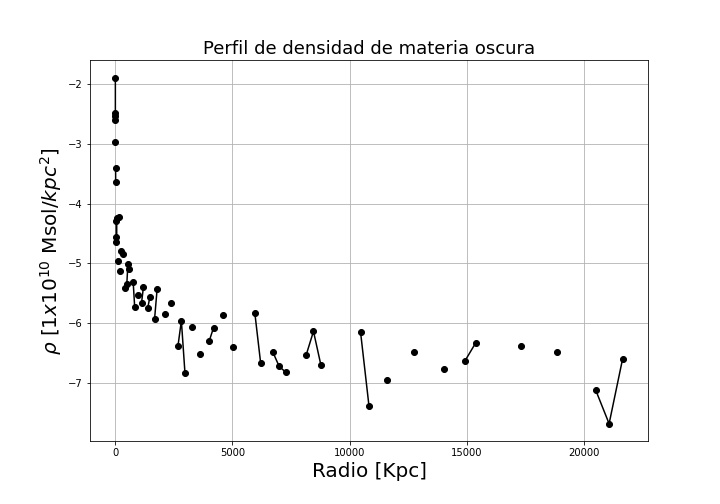 Perfil de densidad de materia oscura
−2
−3
−4
−5
−6
−7
ρ [1x10¹⁰ Msol/kpc²]
0 5000 10000 15000 20000
Radio [Kpc]